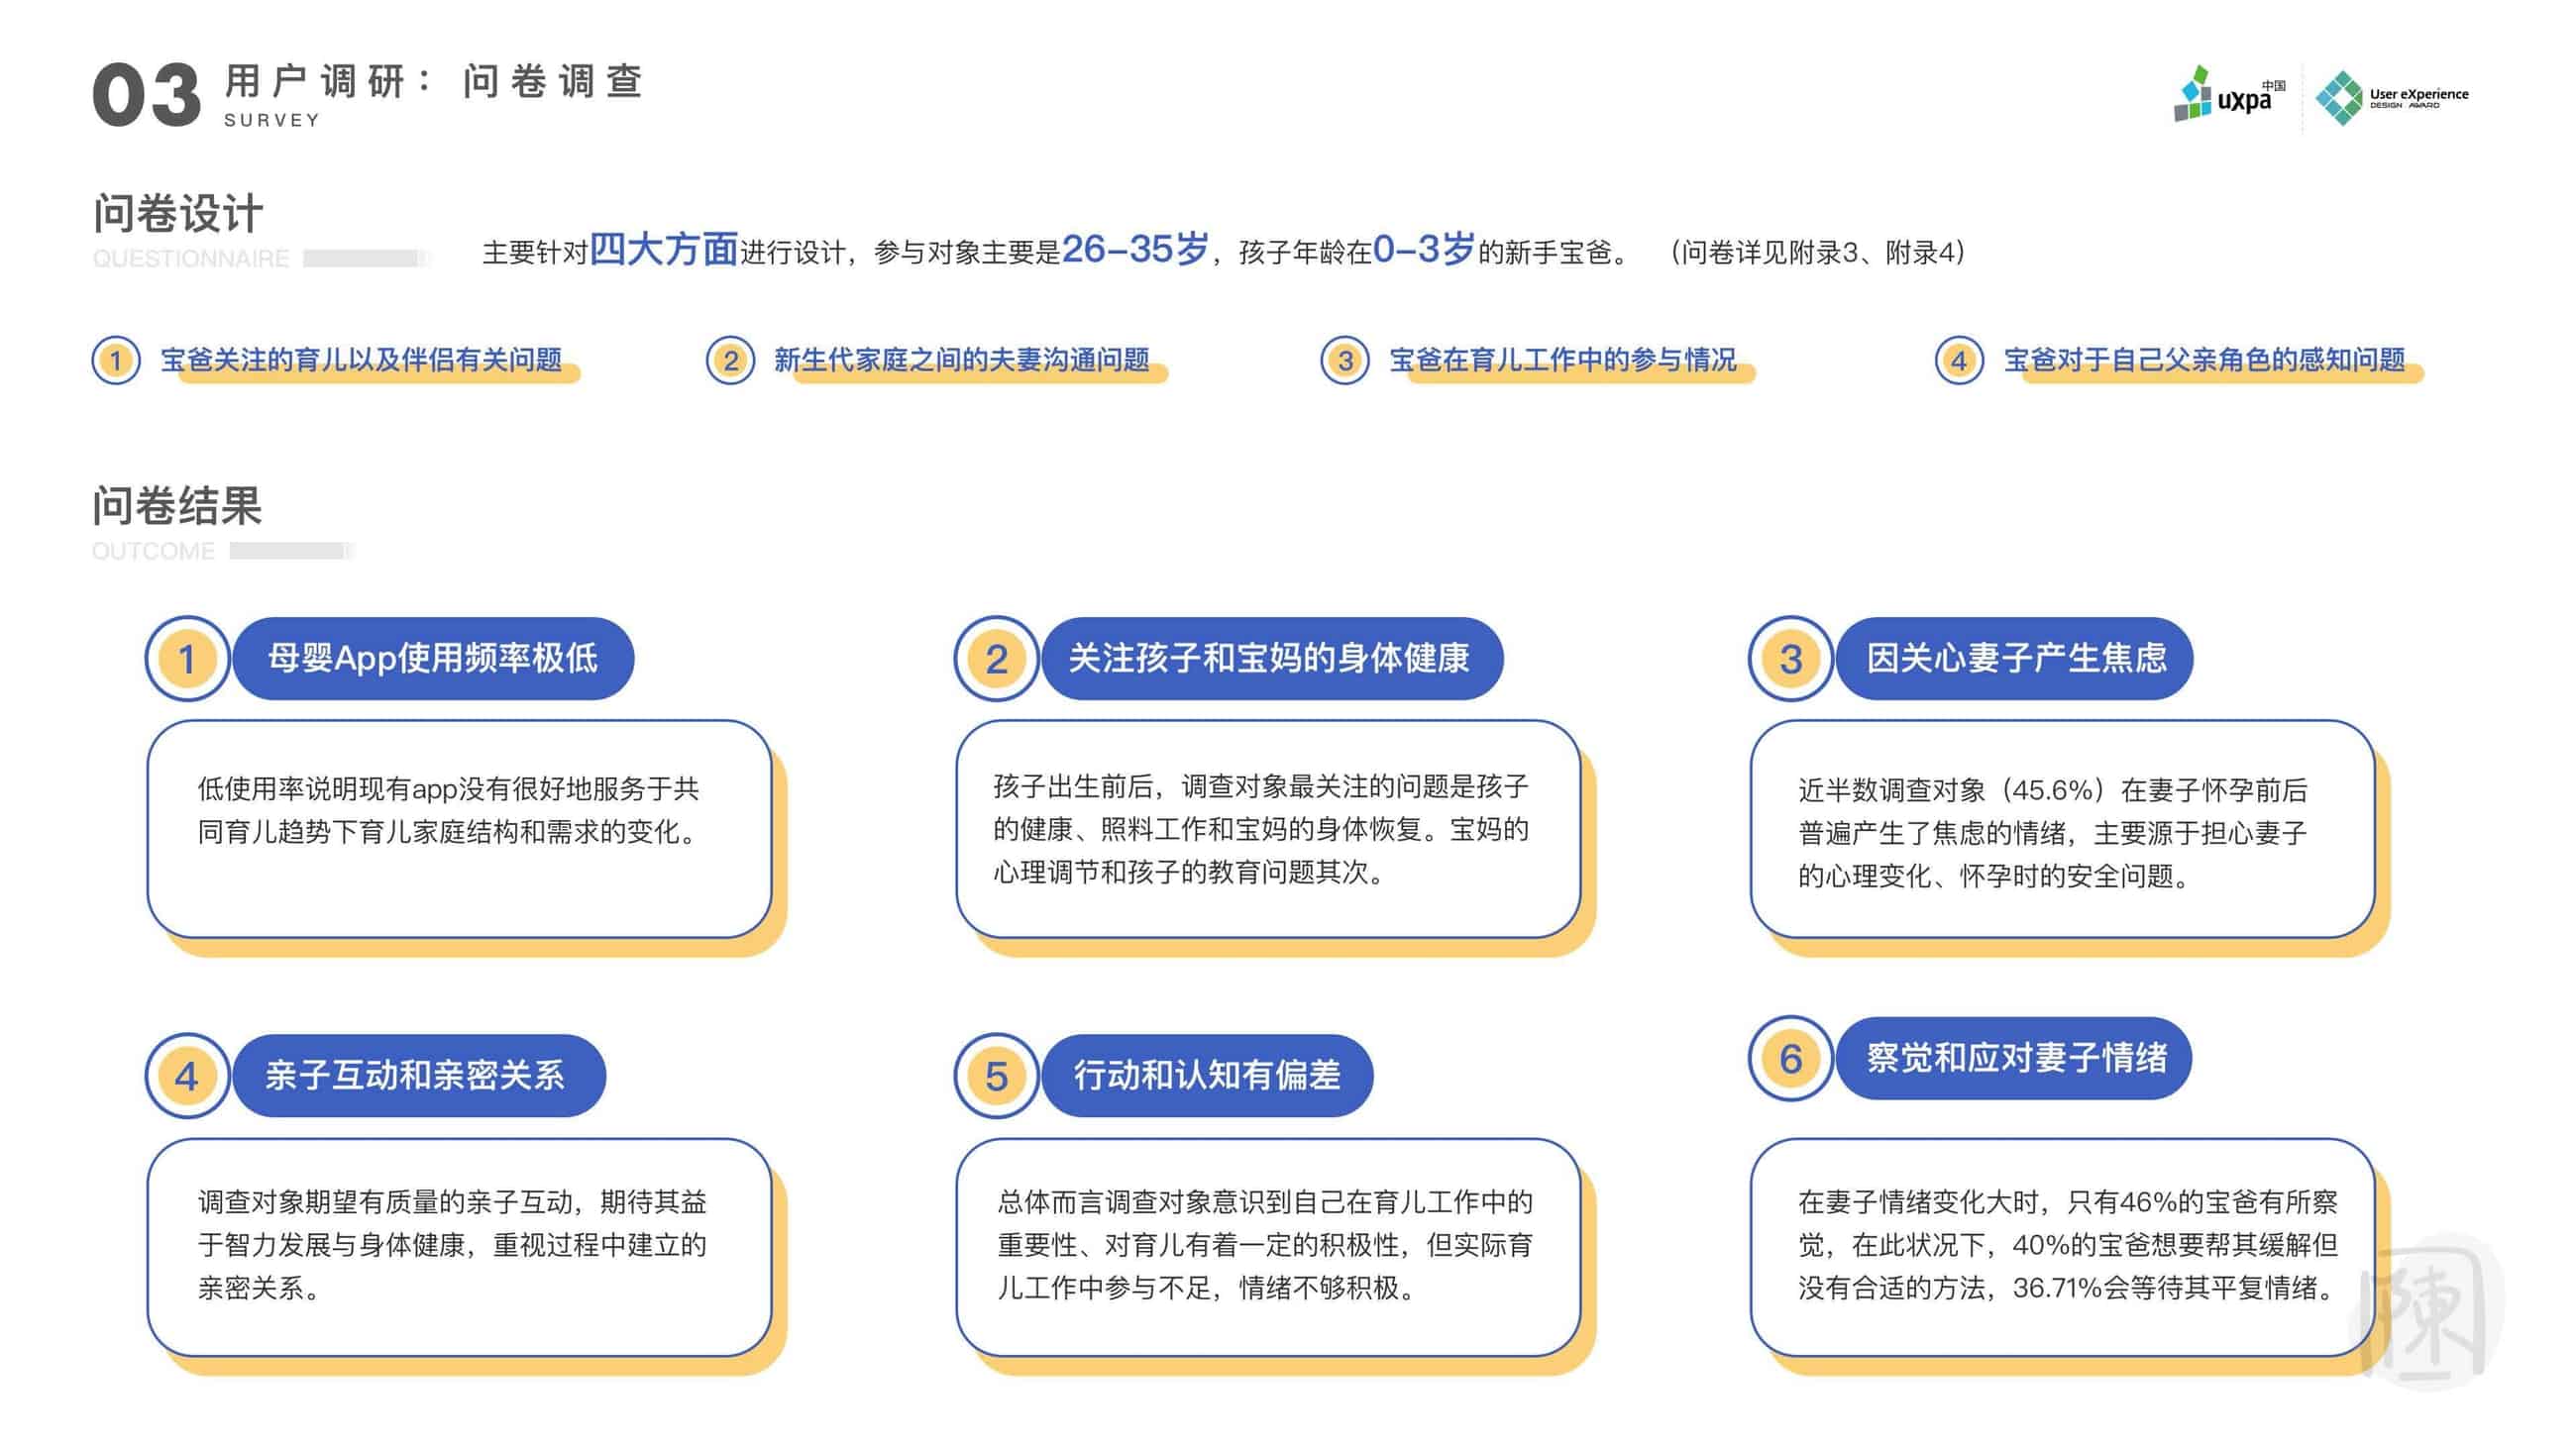 03 用户调研：问卷调查
SURVEY
uxpa中国
User eXperience
DESIGN AWARD
问卷设计
QUESTIONNAIRE
主要针对四大方面进行设计，参与对象主要是26-35岁，孩子年龄在0-3岁的新手宝爸。（问卷详见附录3、附录4）
1 宝爸关注的育儿以及伴侣有关问题
2 新生代家庭之间的夫妻沟通问题
3 宝爸在育儿工作中的参与情况
4 宝爸对于自己父亲角色的感知问题
问卷结果
OUTCOME
1 母婴App使用频率极低
低使用率说明现有app没有很好地服务于共
同育儿趋势下育儿家庭结构和需求的变化。
2 关注孩子和宝妈的身体健康
孩子出生前后，调查对象最关注的问题是孩子
的健康、照料工作和宝妈的身体恢复。宝妈的
心理调节和孩子的教育问题其次。
3 因关心妻子产生焦虑
近半数调查对象（45.6%）在妻子怀孕前后
普遍产生了焦虑的情绪，主要源于担心妻子
的心理变化、怀孕时的安全问题。
4 亲子互动和亲密关系
调查对象期望有质量的亲子互动，期待其益
于智力发展与身体健康，重视过程中建立的
亲密关系。
5 行动和认知有偏差
总体而言调查对象意识到自己在育儿工作中的
重要性、对育儿有着一定的积极性，但实际育
儿工作中参与不足，情绪不够积极。
6 察觉和应对妻子情绪
在妻子情绪变化大时，只有46%的宝爸有所察
觉，在此状况下，40%的宝爸想要帮其缓解但
没有合适的方法，36.71%会等待其平复情绪。
陳